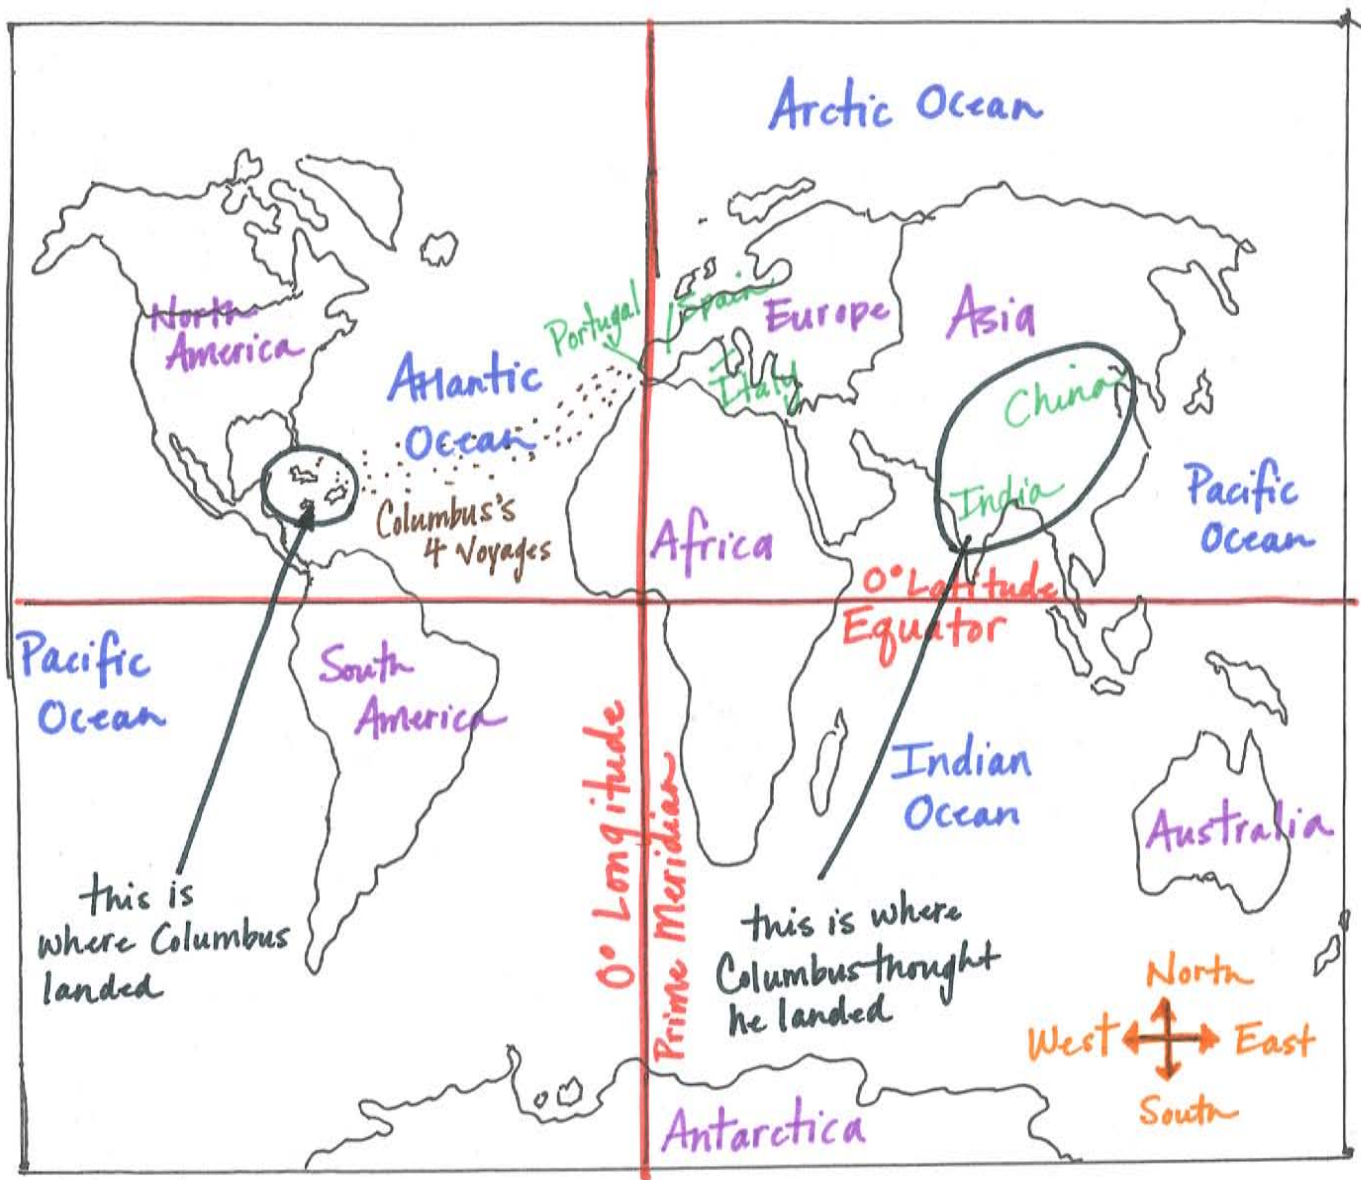 Arctic Ocean
North
America
Atlantic
Ocean
Portugal
Spain
Italy
Europe
Asia
China
India
Pacific
Ocean
Columbus's
4 Voyages
Africa
0° Latitude
Equator
Pacific
Ocean
South
America
0° Longitude
Prime Meridian
Indian
Ocean
Australia
this is
where Columbus
landed
this is where
Columbus thought
he landed
North
West
East
South
Antarctica